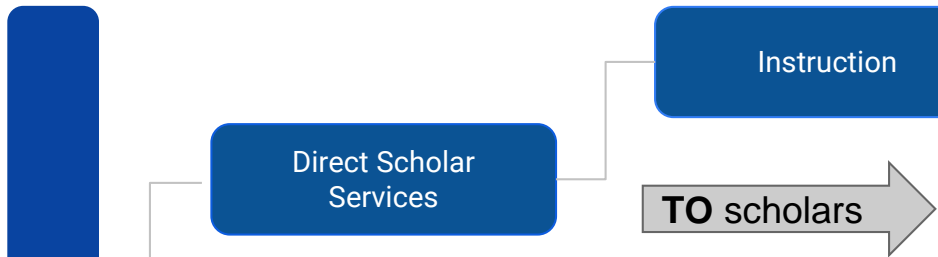 Instruction
Direct Scholar
Services
TO scholars